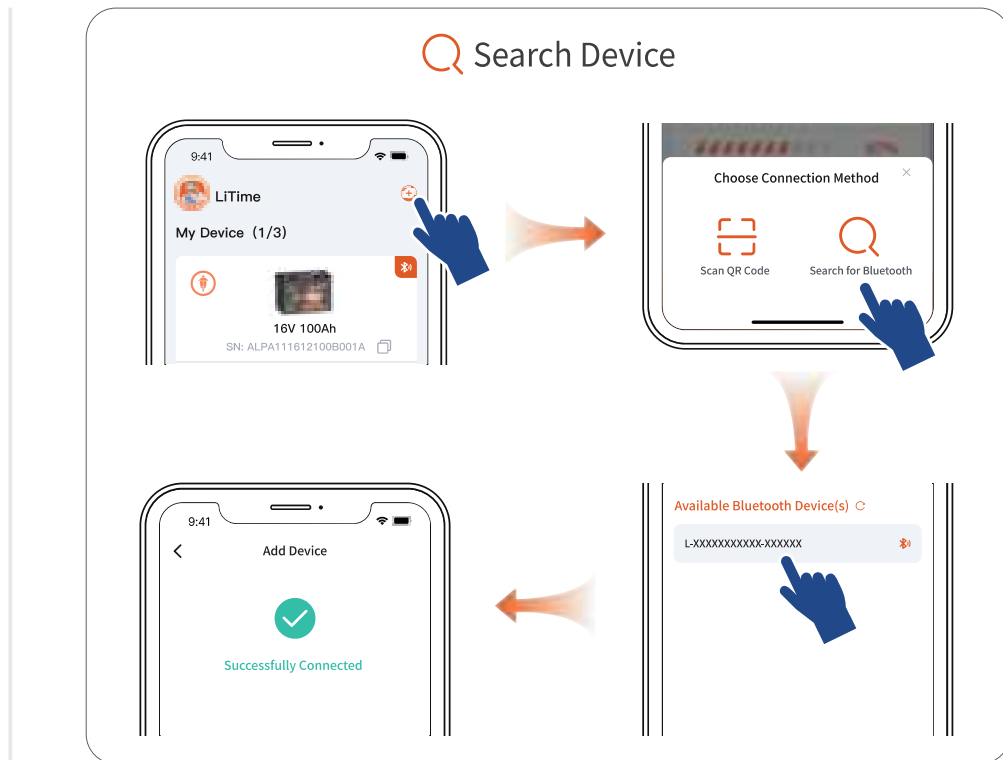 Search Device
9:41
LiTime
My Device (1/3)
16V 100Ah
SN: ALPA111612100B001A
Choose Connection Method
Scan QR Code
Search for Bluetooth
Available Bluetooth Device(s)
L-XXXXXXXXXXX-XXXXXX
9:41
Add Device
Successfully Connected